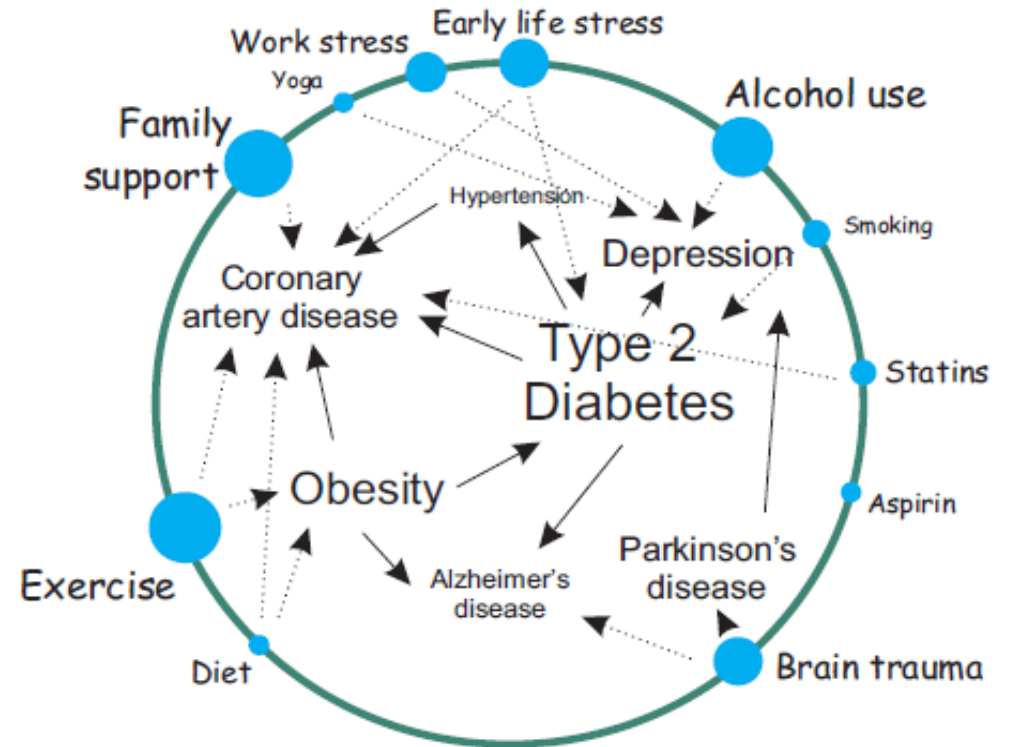 Early life stress
Work stress
Yoga
Alcohol use
Family
support
Hypertension
Smoking
Depression
Coronary
artery disease
Type 2
Diabetes
Statins
Obesity
Aspirin
Parkinson's
disease
Exercise
Alzheimer's
disease
Diet
Brain trauma